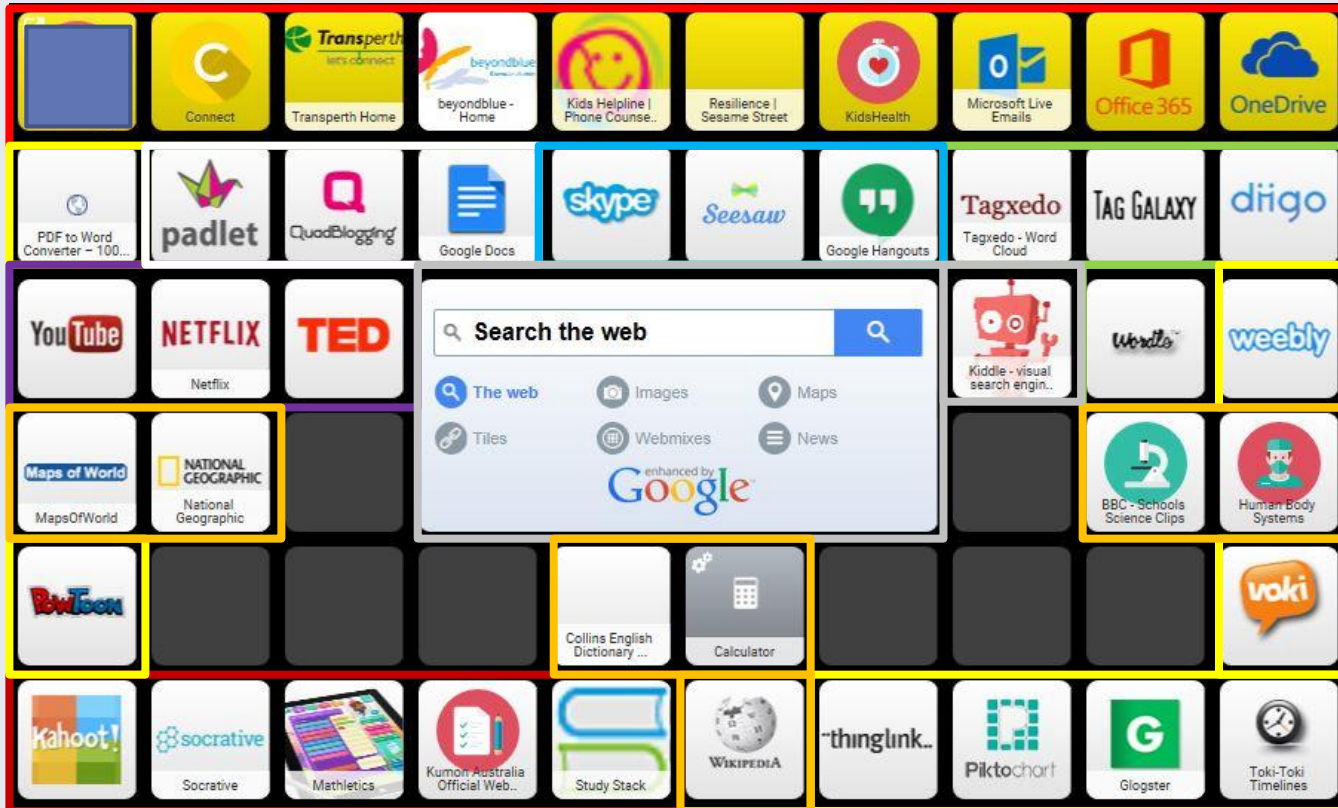 Connect
Transperth
let's connect
Transperth Home
beyondblue
beyondblue -
Home
Kids Helpline |
Phone Counse..
Resilience |
Sesame Street
KidsHealth
Microsoft Live
Emails
Office 365
OneDrive
PDF to Word
Converter – 100...
padlet
QuadBlogging
Google Docs
skype
Seesaw
Google Hangouts
Tagxedo
Tagxedo - Word
Cloud
TAG GALAXY
diigo
YouTube
NETFLIX
Netflix
TED
Search the web
The web
Images
Maps
Tiles
Webmixes
News
enhanced by
Google
Kiddle - visual
search engin..
Wordle
weebly
Maps of World
MapsOfWorld
NATIONAL
GEOGRAPHIC
National
Geographic
BBC - Schools
Science Clips
Human Body
Systems
PowToon
Collins English
Dictionary ...
Calculator
voki
Kahoot!
socrative
Socrative
Mathletics
Kumon Australia
Official Web..
Study Stack
WIKIPEDIA
thinglink..
Piktochart
G
Glogster
Toki-Toki
Timelines